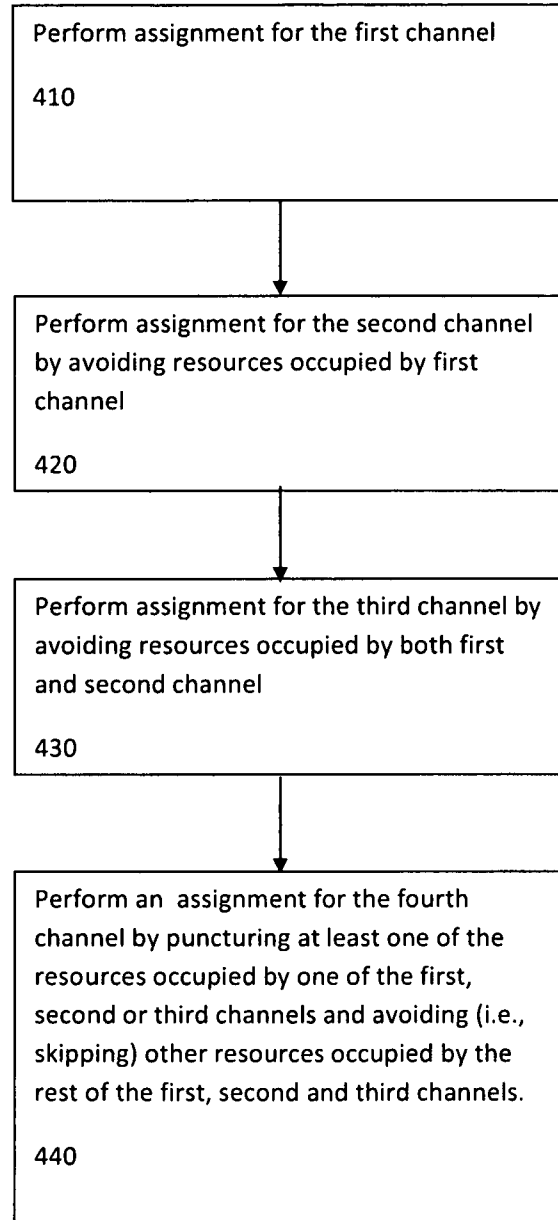 Perform assignment for the first channel
410
Perform assignment for the second channel
by avoiding resources occupied by first
channel
420
Perform assignment for the third channel by
avoiding resources occupied by both first
and second channel
430
Perform an assignment for the fourth
channel by puncturing at least one of the
resources occupied by one of the first,
second or third channels and avoiding (i.e.,
skipping) other resources occupied by the
rest of the first, second and third channels.
440